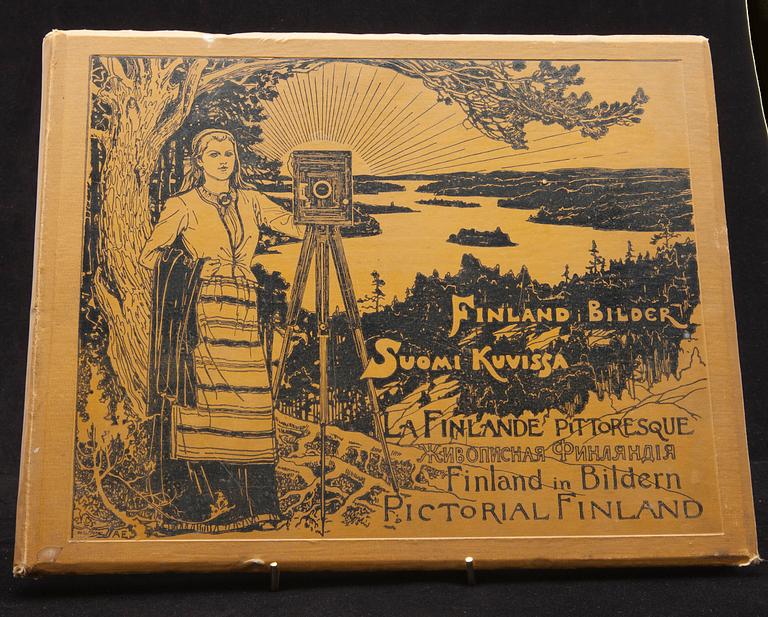 FINLAND i BILDER
SUOMI KUVISSA
LA FINLANDE PITTORESQUE
Живописная Финляндія
Finland in Bildern
PICTORIAL FINLAND